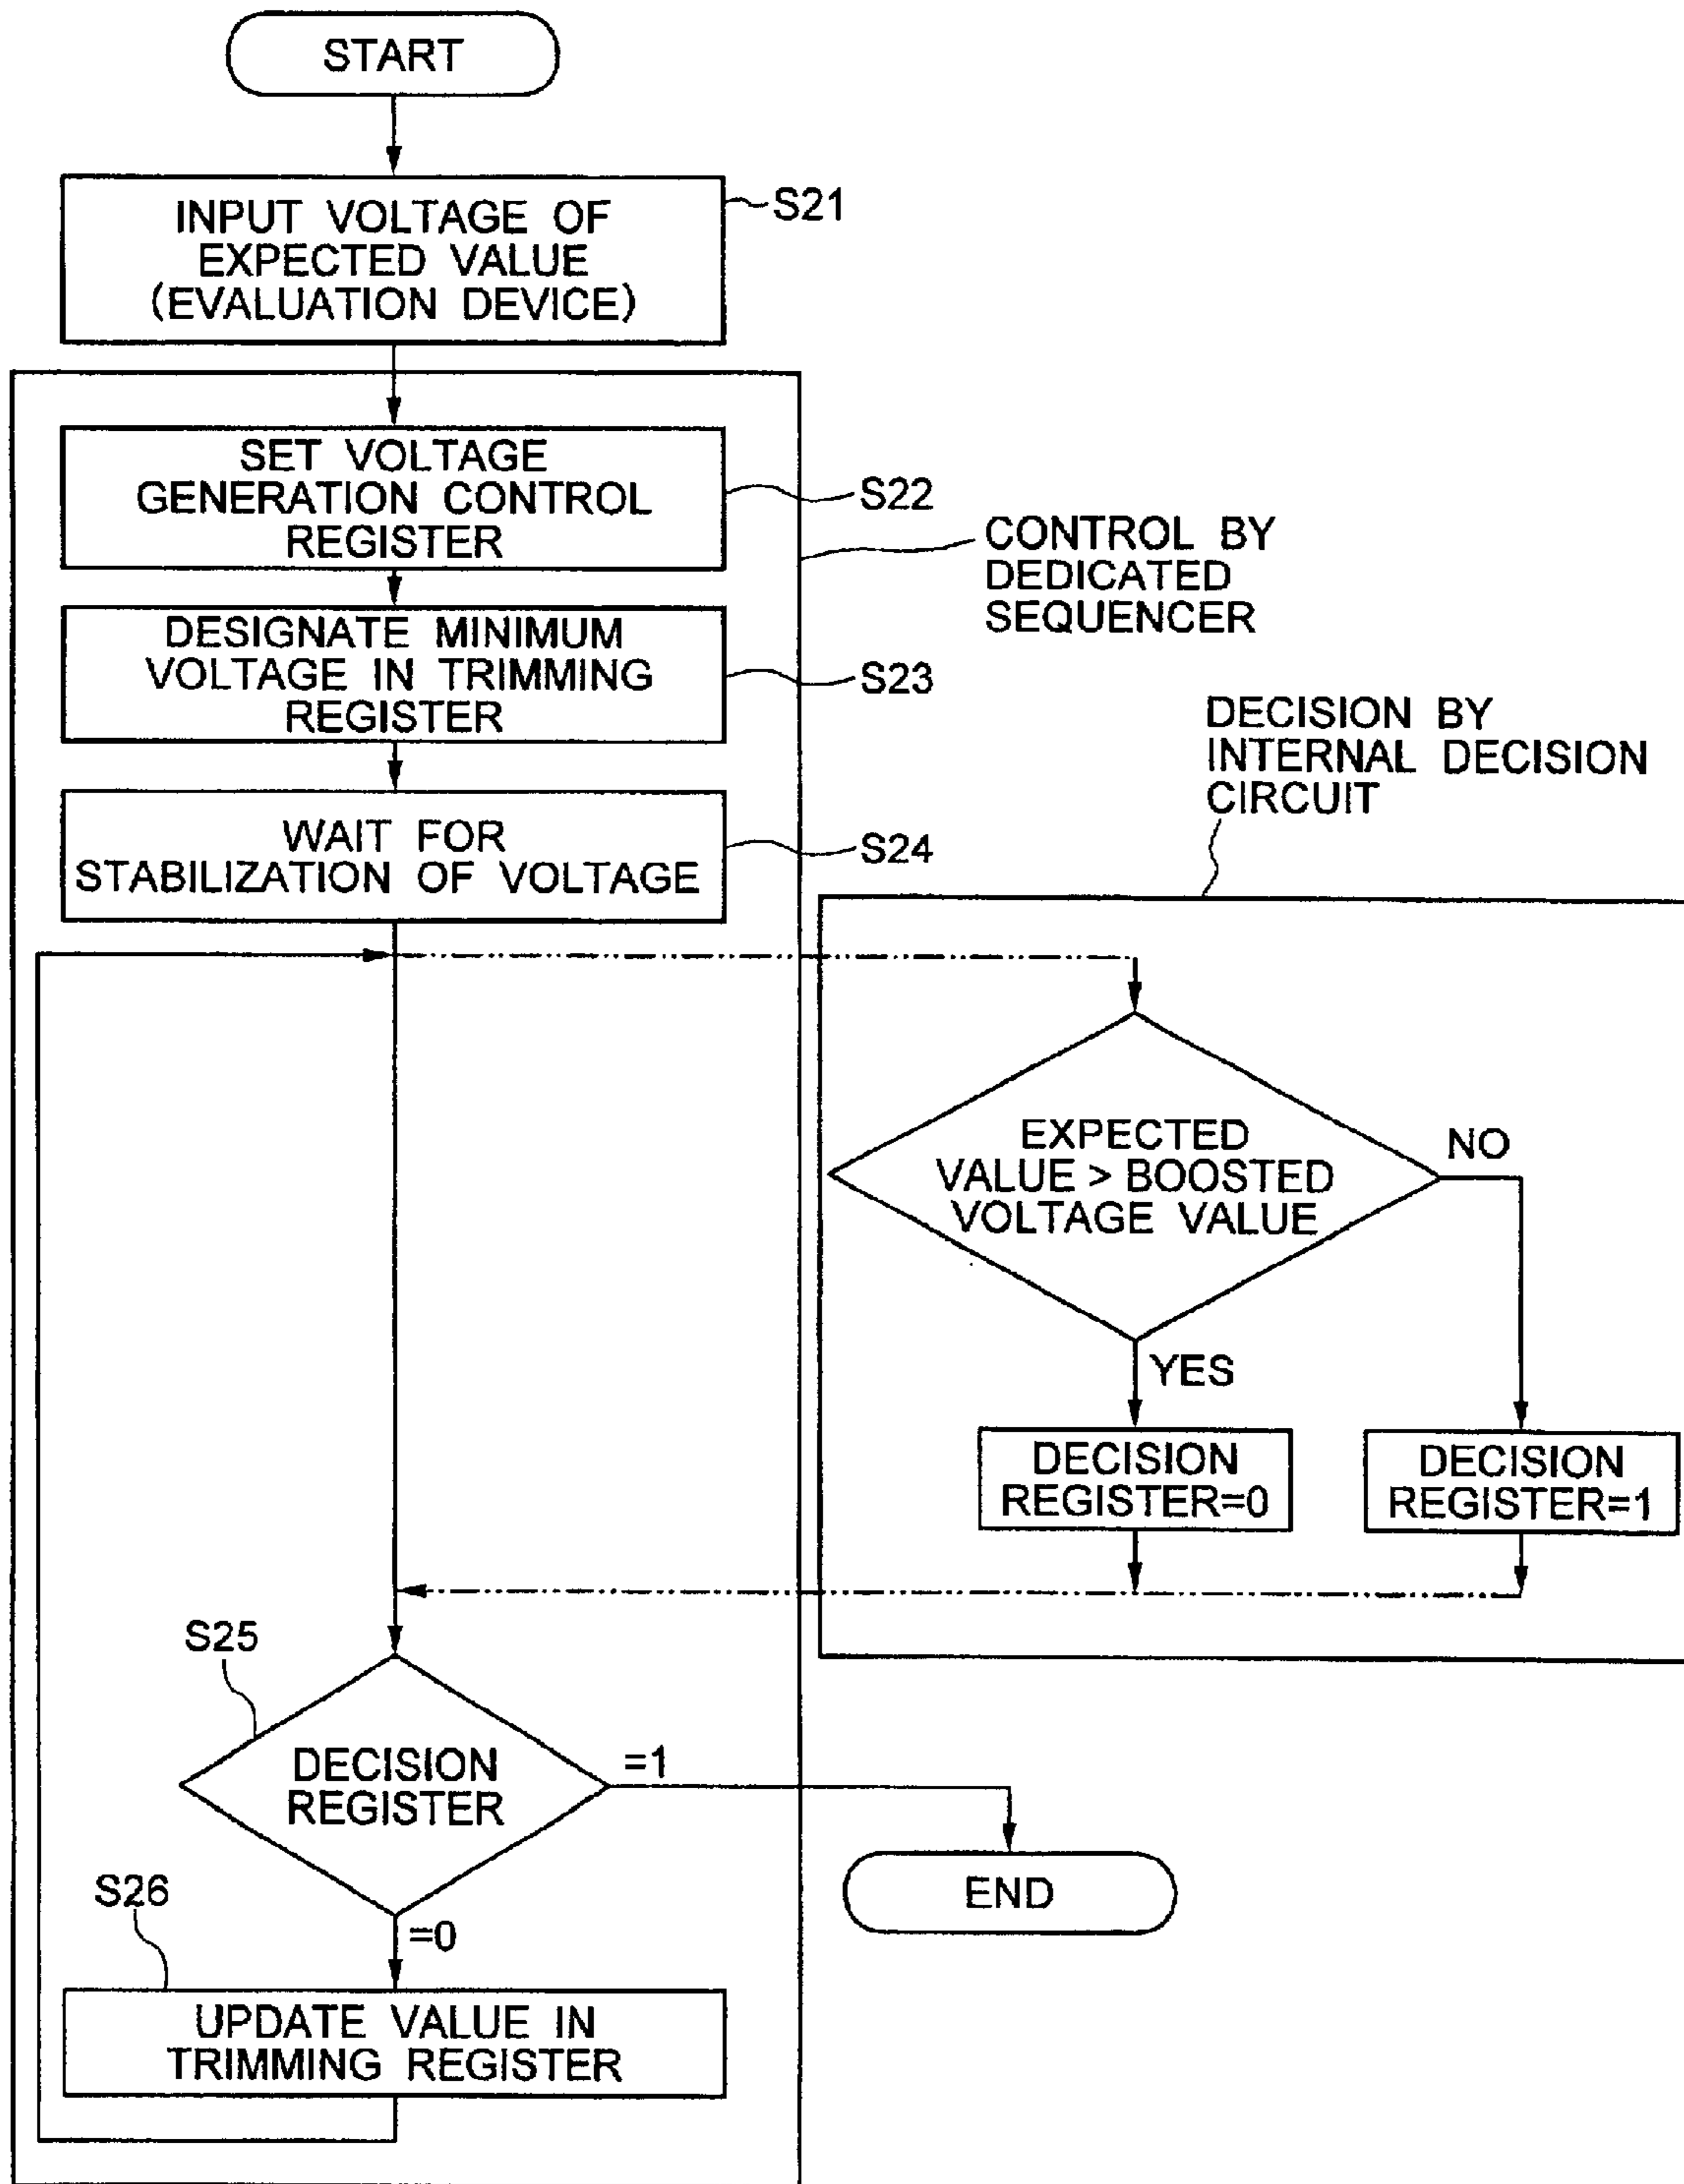 START
INPUT VOLTAGE OF
EXPECTED VALUE
(EVALUATION DEVICE)
S21
SET VOLTAGE
GENERATION CONTROL
REGISTER
S22
CONTROL BY
DEDICATED
SEQUENCER
DESIGNATE MINIMUM
VOLTAGE IN TRIMMING
REGISTER
S23
DECISION BY
INTERNAL DECISION
CIRCUIT
WAIT FOR
STABILIZATION OF VOLTAGE
S24
EXPECTED
VALUE > BOOSTED
VOLTAGE VALUE
NO
YES
DECISION
REGISTER=0
DECISION
REGISTER=1
S25
DECISION
REGISTER
=1
END
=0
S26
UPDATE VALUE IN
TRIMMING REGISTER